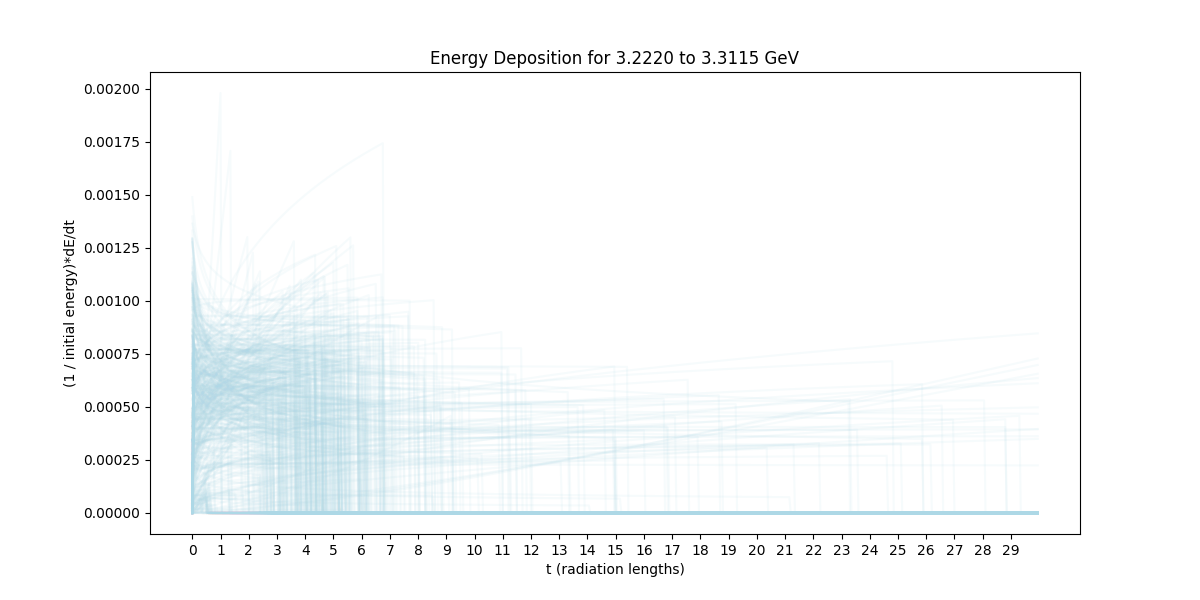 Energy Deposition for 3.2220 to 3.3115 GeV
(1 / initial energy)*dE/dt
0.00200
0.00175
0.00150
0.00125
0.00100
0.00075
0.00050
0.00025
0.00000
0 1 2 3 4 5 6 7 8 9 10 11 12 13 14 15 16 17 18 19 20 21 22 23 24 25 26 27 28 29
t (radiation lengths)